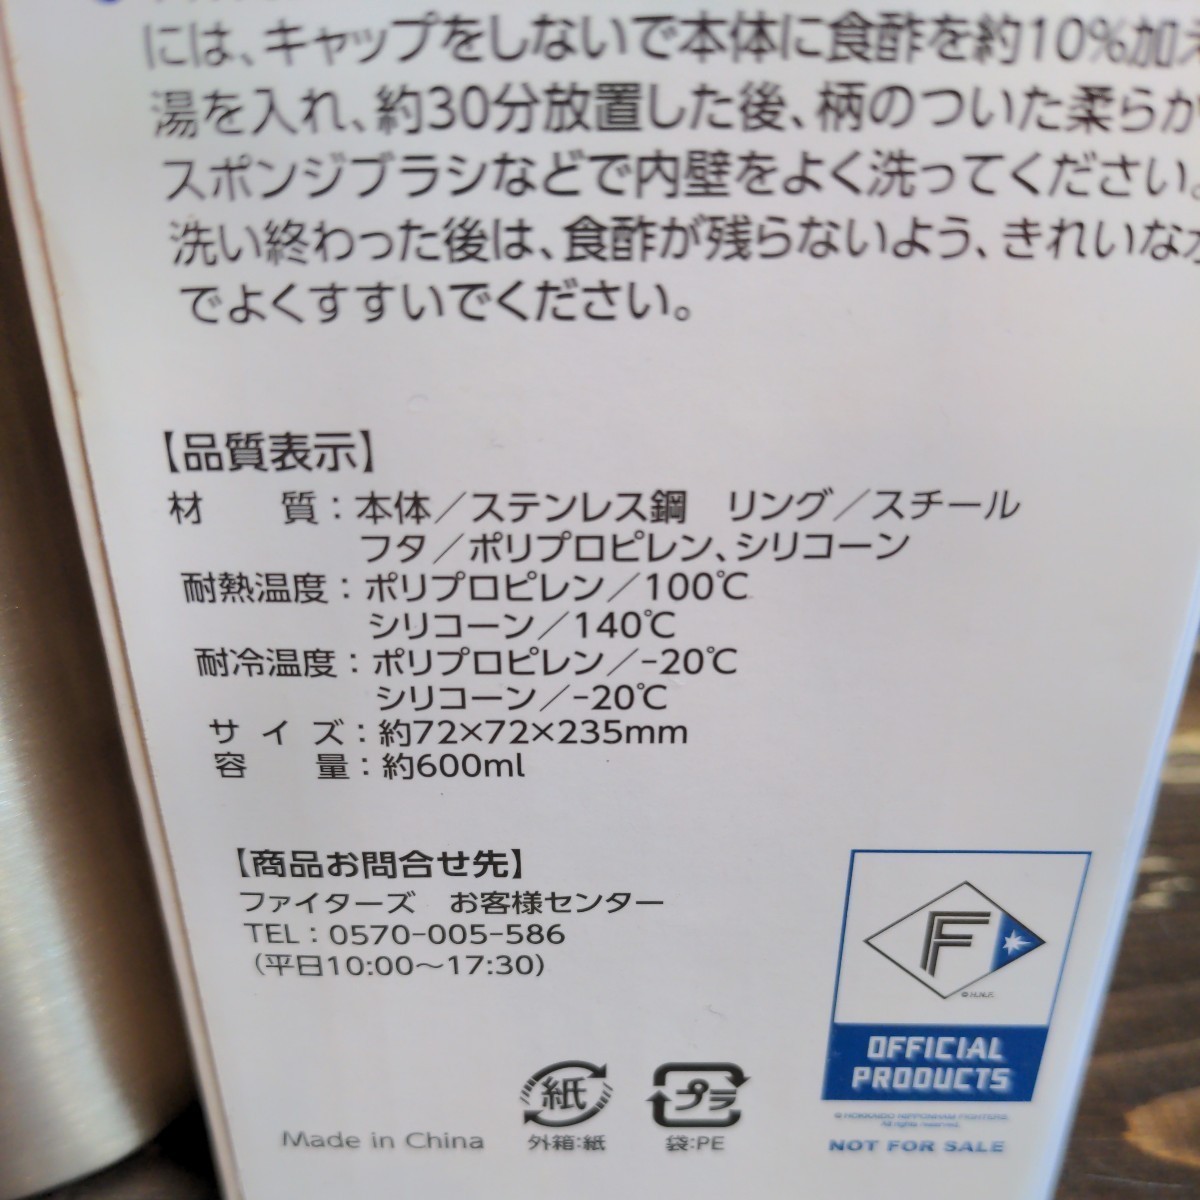 には、キャップをしないで本体に食酢を約10%加え
湯を入れ、約30分放置した後、柄のついた柔らか
スポンジブラシなどで内壁をよく洗ってください。
洗い終わった後は、食酢が残らないよう、きれいな水
でよくすすいでください。
【品質表示】
材　質：本体／ステンレス鋼　リング／スチール
フタ／ポリプロピレン、シリコーン
耐熱温度：ポリプロピレン／100℃
シリコーン／140℃
耐冷温度：ポリプロピレン／-20℃
シリコーン／-20℃
サイズ：約72×72×235mm
容　量：約600ml
【商品お問合せ先】
ファイターズ　お客様センター
TEL：0570-005-586
（平日10:00～17:30）
F
© H.N.F.
OFFICIAL
PRODUCTS
© HOKKAIDO NIPPONHAM FIGHTERS.
All rights reserved.
NOT FOR SALE
紙
プラ
Made in China
外箱:紙
袋:PE